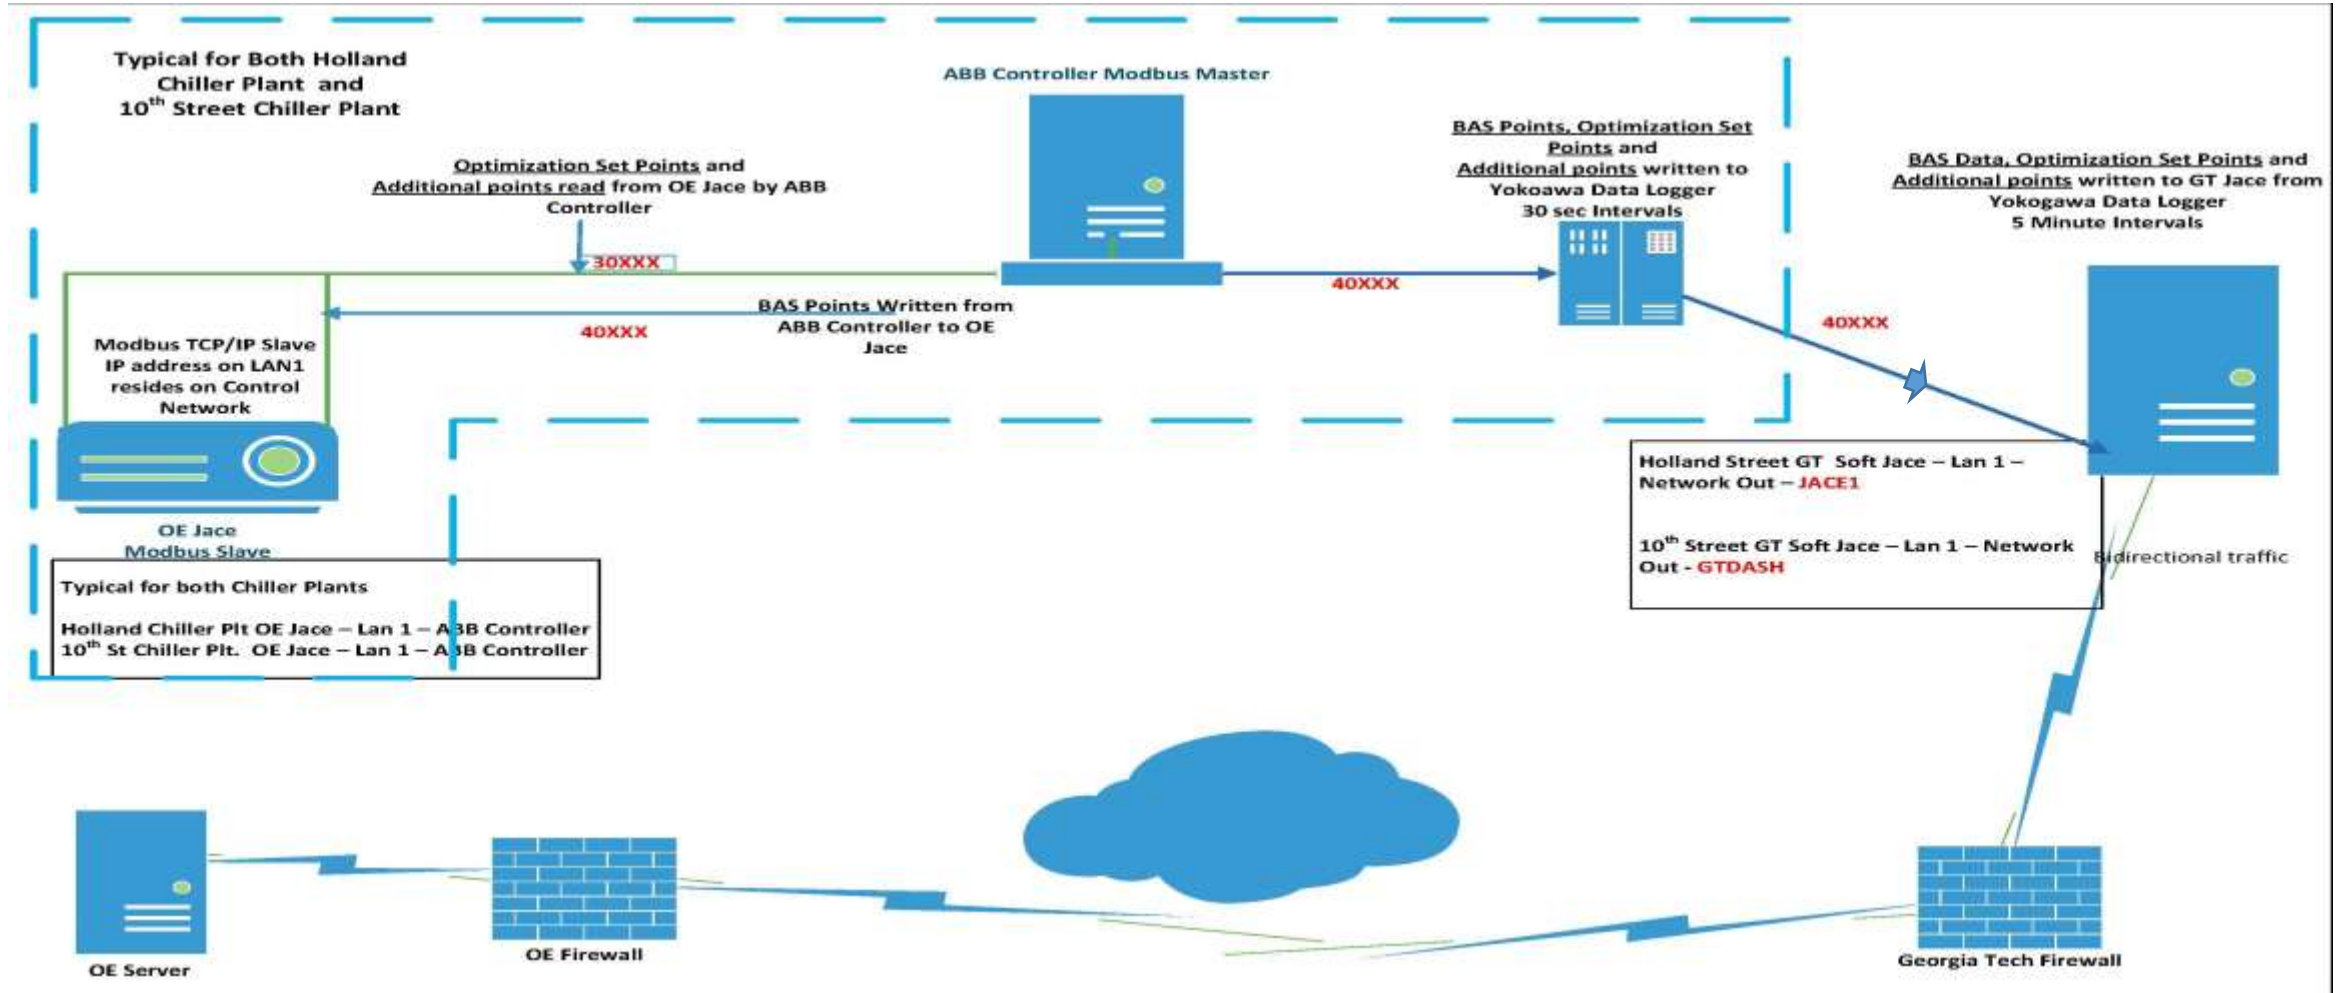 Typical for Both Holland
Chiller Plant and
10th Street Chiller Plant
ABB Controller Modbus Master
Optimization Set Points and
Additional points read from OE Jace by ABB
Controller
30XXX
BAS Points Written from
ABB Controller to OE
Jace
40XXX
BAS Points, Optimization Set
Points and
Additional points written to
Yokoawa Data Logger
30 sec Intervals
40XXX
BAS Data, Optimization Set Points and
Additional points written to GT Jace from
Yokogawa Data Logger
5 Minute Intervals
40XXX
Modbus TCP/IP Slave
IP address on LAN1
resides on Control
Network
OE Jace
Modbus Slave
Typical for both Chiller Plants
Holland Chiller Plt OE Jace – Lan 1 – ABB Controller
10th St Chiller Plt. OE Jace – Lan 1 – ABB Controller
Holland Street GT Soft Jace – Lan 1 –
Network Out – JACE1
10th Street GT Soft Jace – Lan 1 – Network
Out - GTDASH
Bidirectional traffic
OE Server
OE Firewall
Georgia Tech Firewall